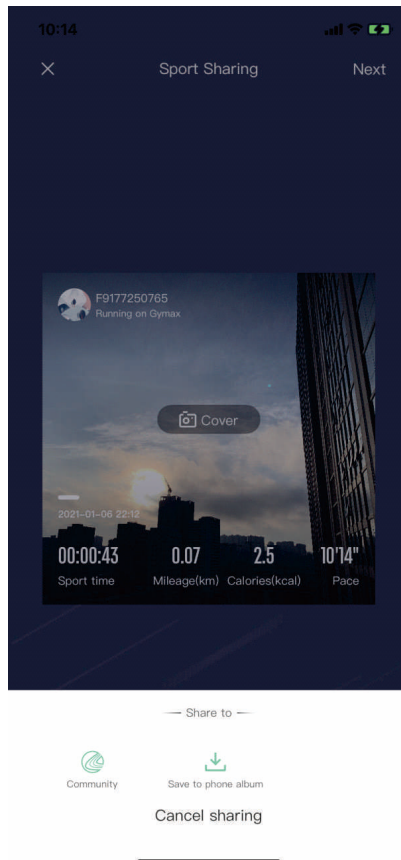 10:14
Sport Sharing Next
F9177250765
Running on Gymax
Cover
2021-01-06 22:12
00:00:43 0.07 2.5 10'14"
Sport time Mileage(km) Calories(kcal) Pace
Share to
Community Save to phone album
Cancel sharing